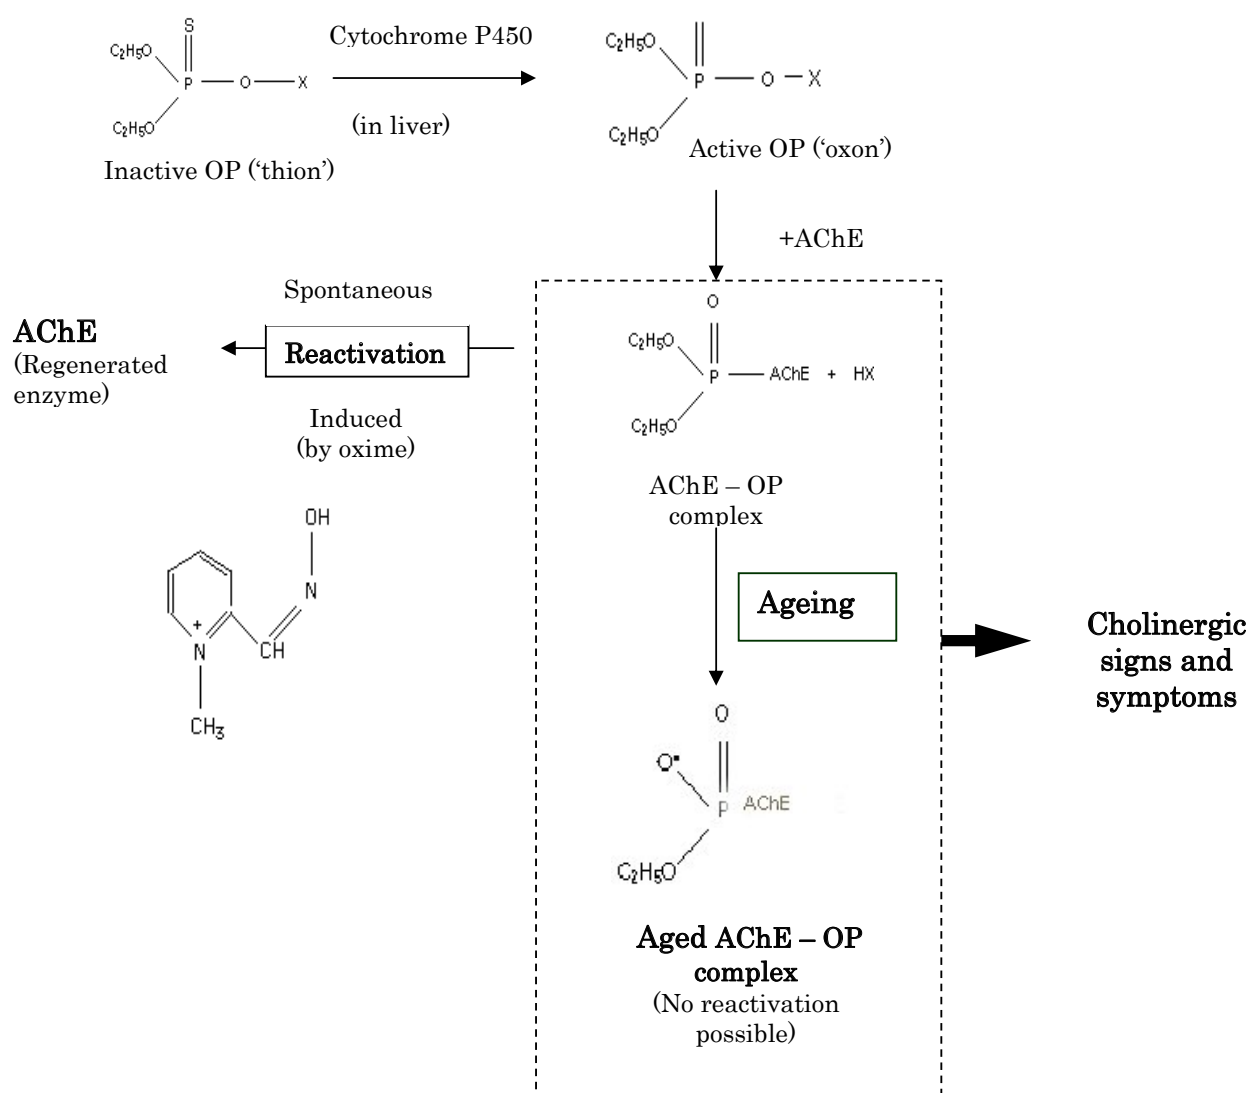 S
C₂H₅O
P
O
X
C₂H₅O
Inactive OP (‘thion’)
Cytochrome P450
(in liver)
C₂H₅O
P
O
X
C₂H₅O
Active OP (‘oxon’)
+AChE
Spontaneous
Reactivation
Induced
(by oxime)
AChE
(Regenerated
enzyme)
O
C₂H₅O
P
AChE + HX
C₂H₅O
AChE – OP
complex
OH
N
+
N
CH
CH₃
Ageing
Cholinergic
signs and
symptoms
O
O•
P AChE
C₂H₅O
Aged AChE – OP
complex
(No reactivation
possible)